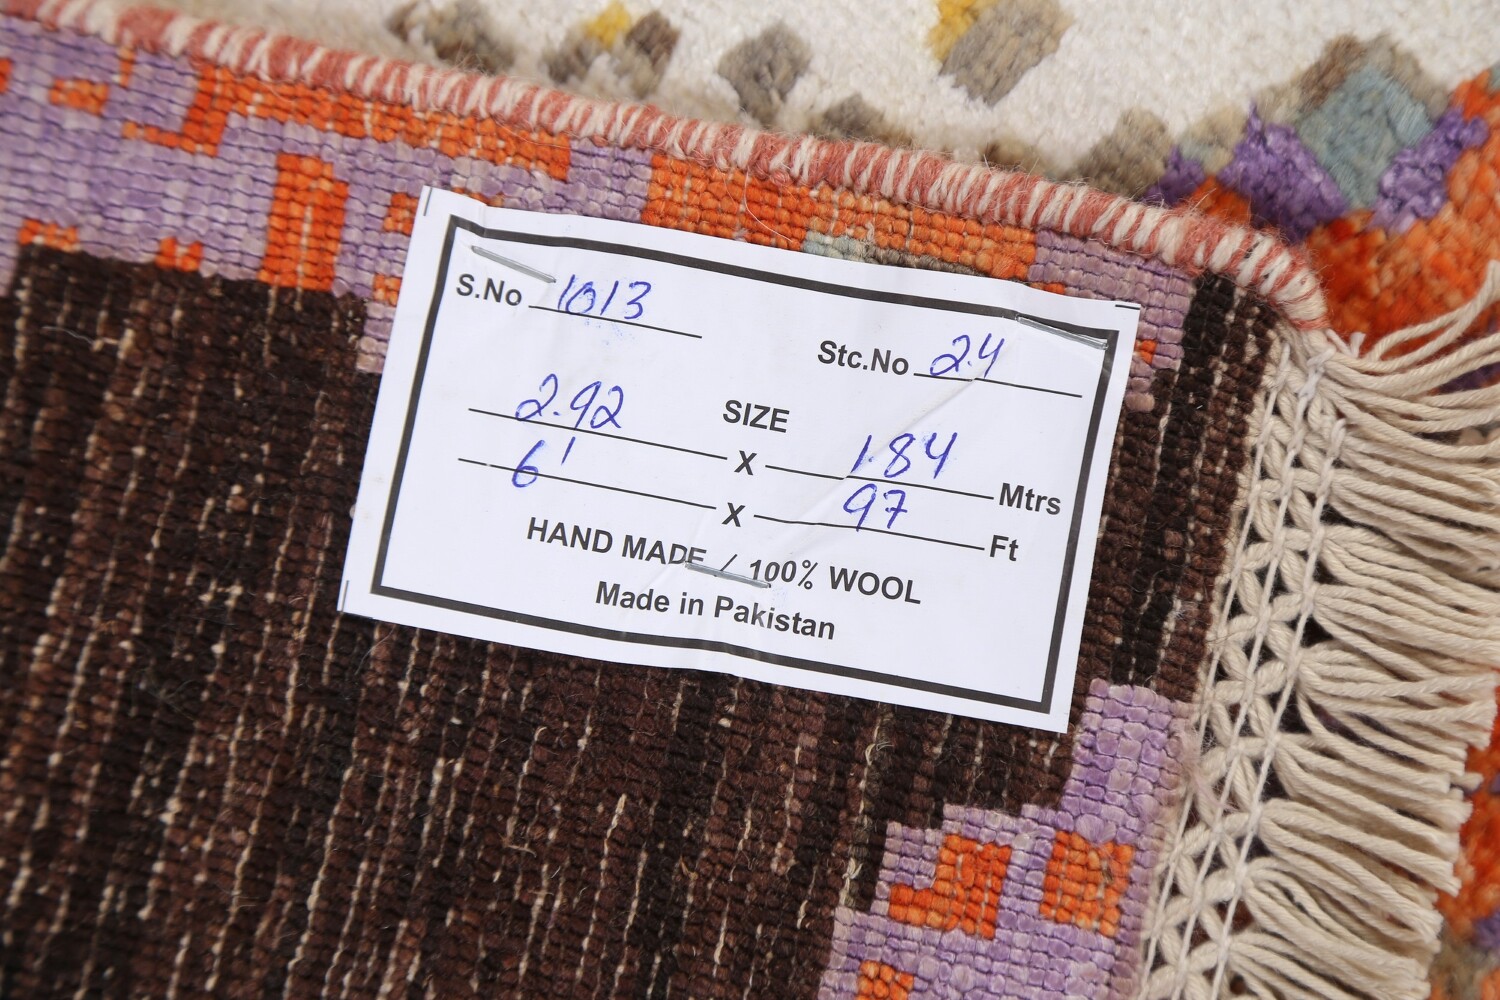 S.No 1013
Stc.No 24
SIZE
2.92 X 1.84 Mtrs
6' X 97 Ft
HAND MADE / 100% WOOL
Made in Pakistan